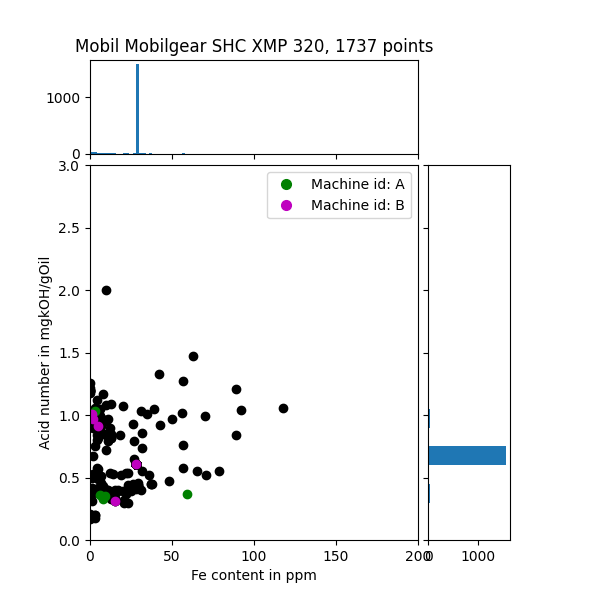 Mobil Mobilgear SHC XMP 320, 1737 points
1000
0
3.0
2.5
2.0
1.5
1.0
0.5
0.0
Acid number in mgkOH/gOil
Machine id: A
Machine id: B
0 50 100 150 200
0 1000
Fe content in ppm